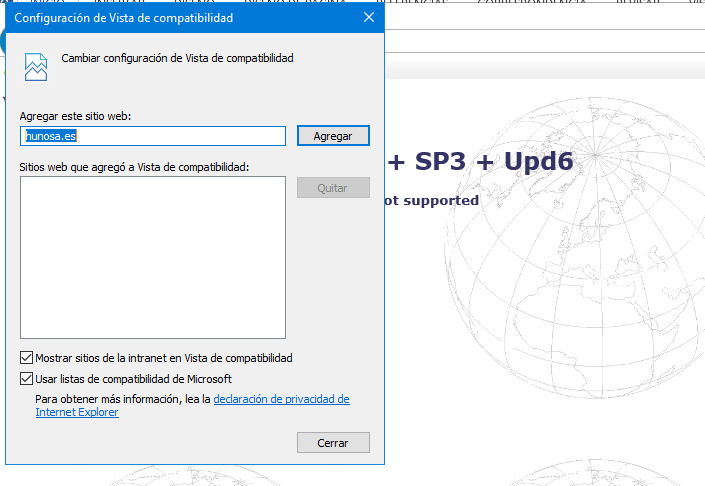 Configuración de Vista de compatibilidad
Cambiar configuración de Vista de compatibilidad
Agregar este sitio web:
hunosa.es
Agregar
Sitios web que agregó a Vista de compatibilidad:
Quitar
+ SP3 + Upd6
ot supported
Mostrar sitios de la intranet en Vista de compatibilidad
Usar listas de compatibilidad de Microsoft
Para obtener más información, lea la declaración de privacidad de
Internet Explorer
Cerrar